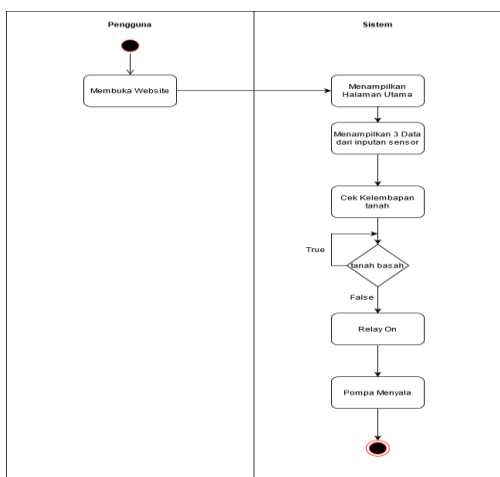 Pengguna
Sistem
Membuka Website
Menampilkan
Halaman Utama
Menampilkan 3 Data
dari inputan sensor
Cek Kelembapan
tanah
True
tanah basah
False
Relay On
Pompa Menyala